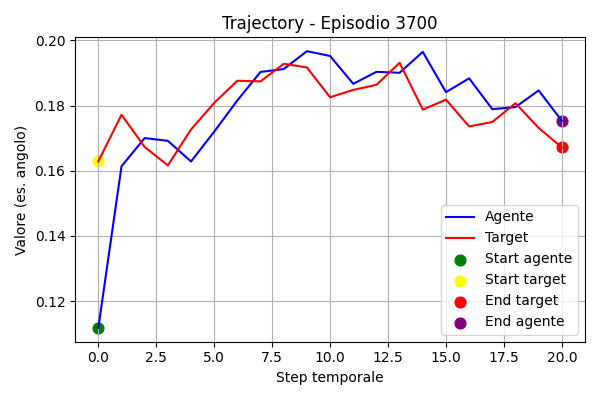 Trajectory - Episodio 3700
Valore (es. angolo)
0.20
0.18
0.16
0.14
0.12
0.0 2.5 5.0 7.5 10.0 12.5 15.0 17.5 20.0
Step temporale
Agente
Target
Start agente
Start target
End target
End agente